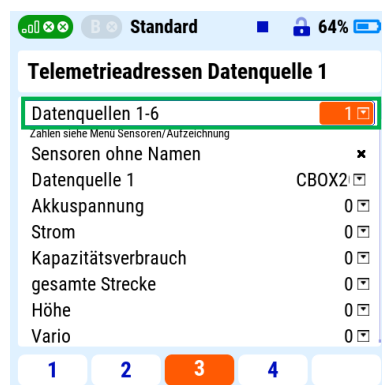 B Standard 64%
Telemetrieadressen Datenquelle 1
Datenquellen 1-6 1
Zahlen siehe Menü Sensoren/Aufzeichnung
Sensoren ohne Namen
Datenquelle 1 CBOX2
Akkuspannung 0
Strom 0
Kapazitätsverbrauch 0
gesamte Strecke 0
Höhe 0
Vario 0
1 2 3 4